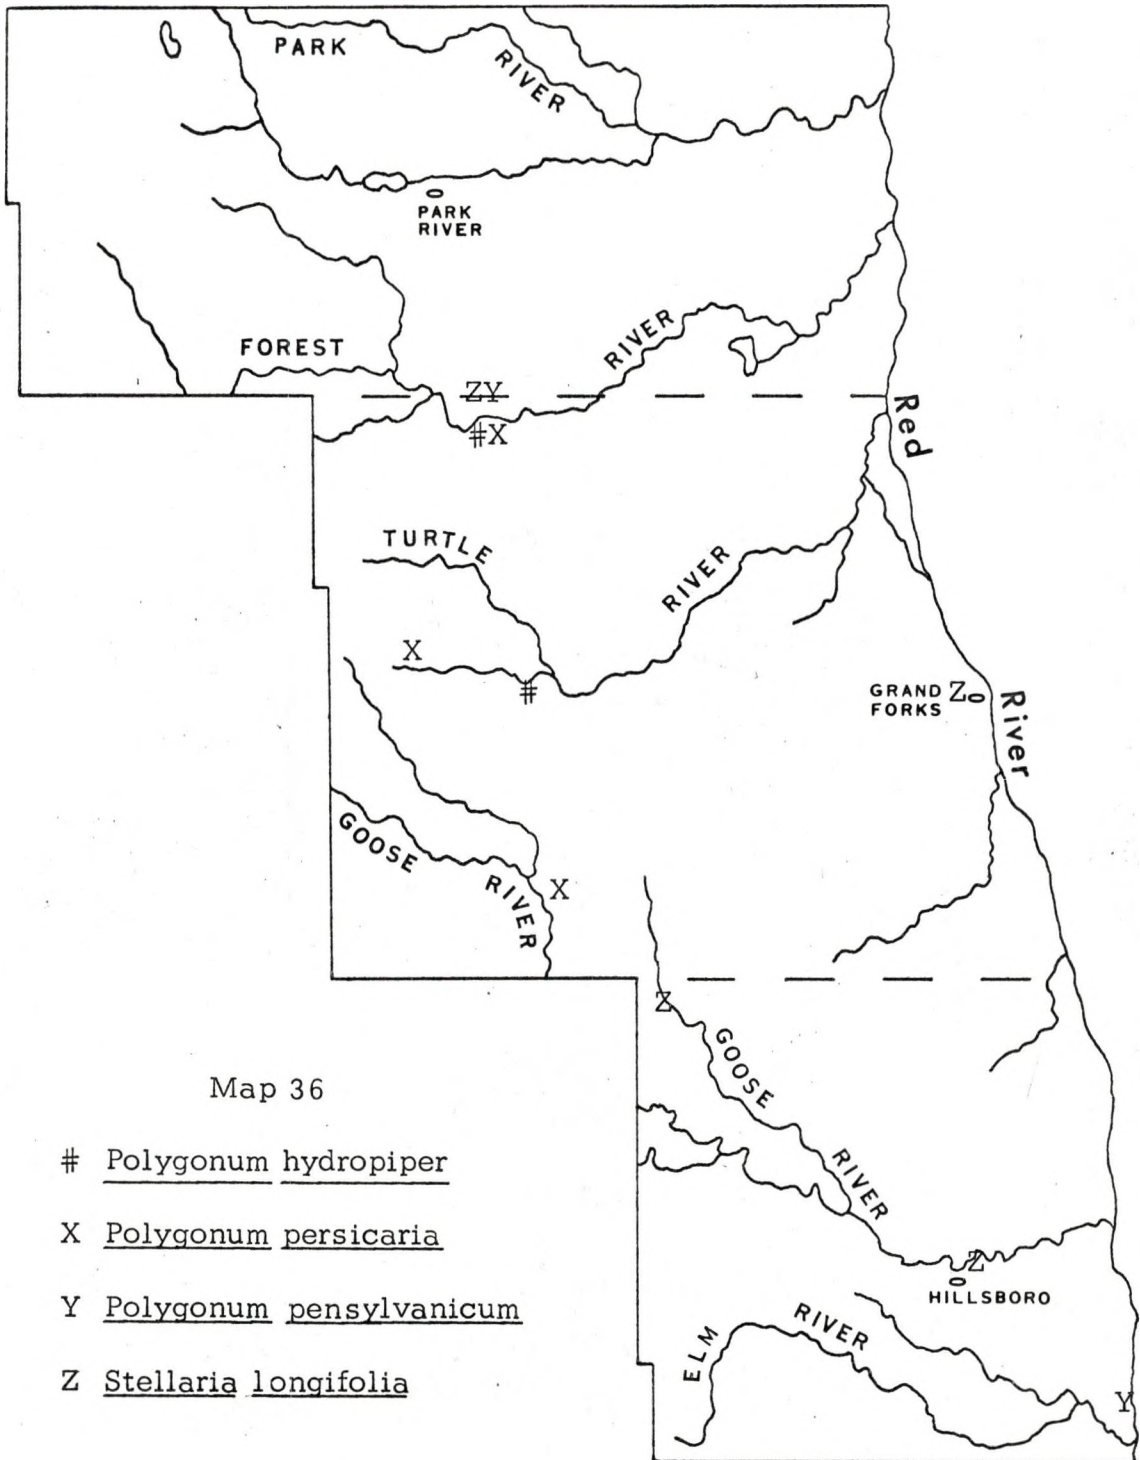 PARK
RIVER
PARK
RIVER
FOREST
RIVER
ZY
#X
Red
TURTLE
RIVER
X
#
GRAND
FORKS
Z
River
GOOSE
RIVER
X
Z
GOOSE
RIVER
Z
HILLSBORO
ELM
RIVER
Y
Map 36
# Polygonum hydropiper
X Polygonum persicaria
Y Polygonum pensylvanicum
Z Stellaria longifolia